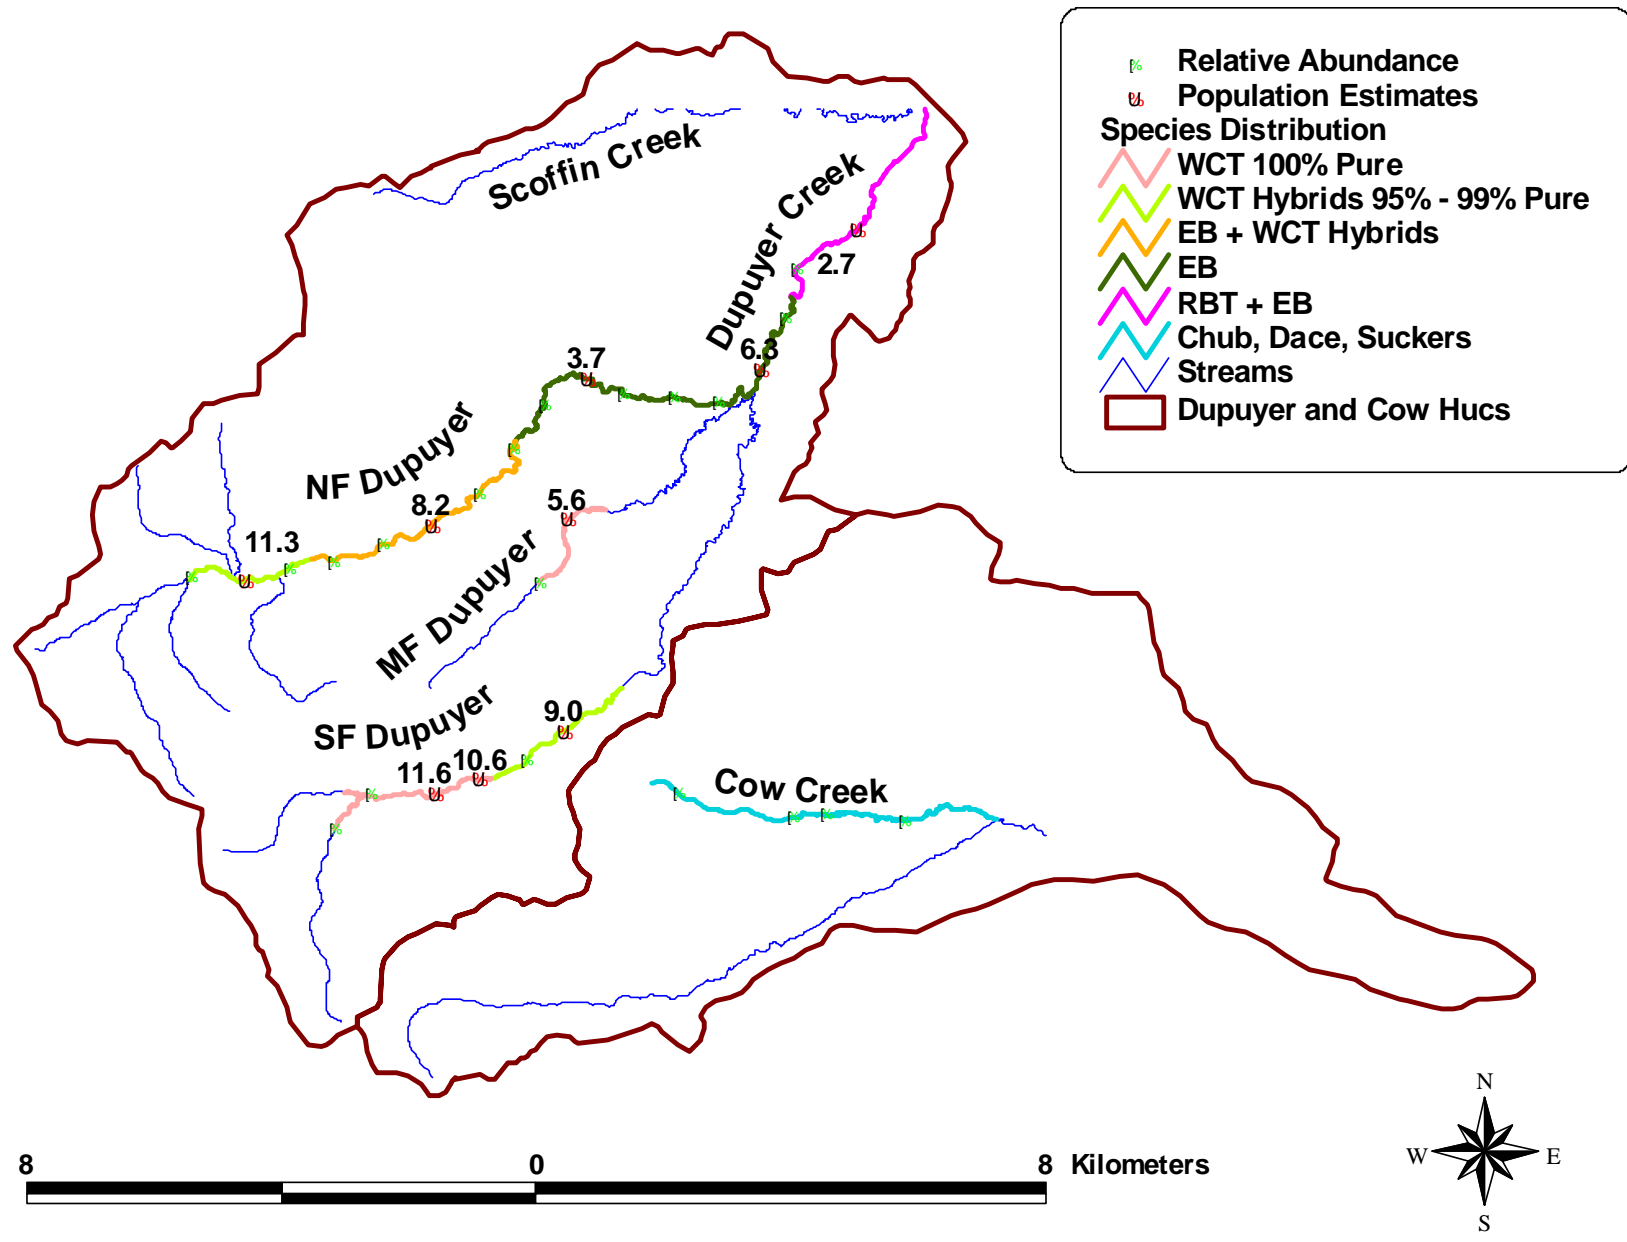 Relative Abundance
Population Estimates
Species Distribution
WCT 100% Pure
WCT Hybrids 95% - 99% Pure
EB + WCT Hybrids
EB
RBT + EB
Chub, Dace, Suckers
Streams
Dupuyer and Cow Hucs
Scoffin Creek
Dupuyer Creek
2.7
6.3
3.7
NF Dupuyer
8.2
11.3
5.6
MF Dupuyer
SF Dupuyer
9.0
11.6
10.6
Cow Creek
8
0
8 Kilometers
N
W
E
S